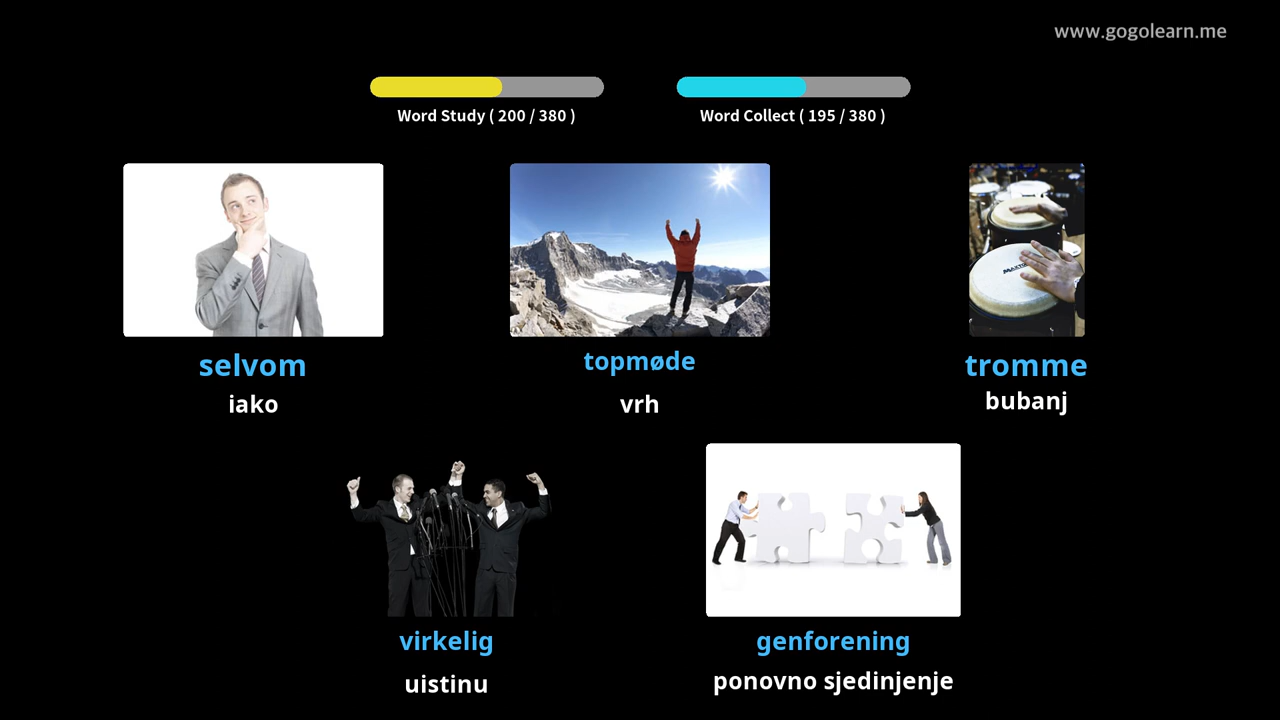 www.gogolearn.me
Word Study ( 200 / 380 )
Word Collect ( 195 / 380 )
selvom
iako
topmøde
vrh
tromme
bubanj
virkelig
uistinu
genforening
ponovno sjedinjenje